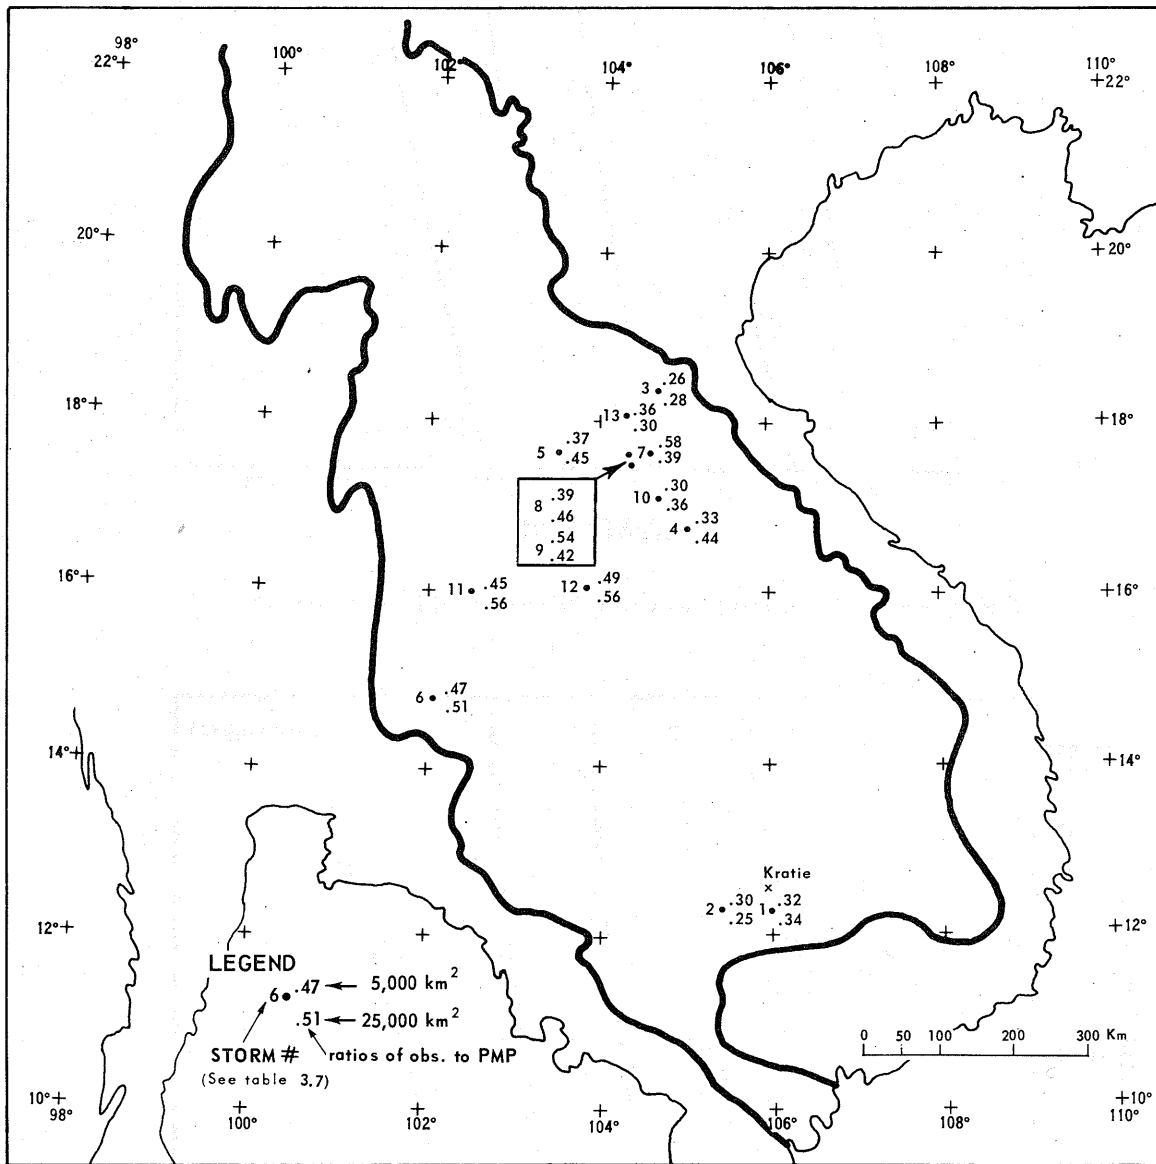 98° 100° 102° 104° 106° 108° 110°
22° 22°
20° 20°
3 .26
.28
18° 13 .36 18°
.30
5 .37
.45
7 .58
.39
8 .39
.46
9 .54
.42
10 .30
.36
4 .33
.44
16° 16°
11 .45
.56
12 .49
.56
6 .47
.51
14° 14°
Kratie
x
2 .30
.25
1 .32
.34
12° 12°
LEGEND
6 .47 5,000 km²
.51 25,000 km²
STORM # ratios of obs. to PMP
(See table 3.7)
0 50 100 200 300 Km
10° 10°
98° 100° 102° 104° 106° 108° 110°